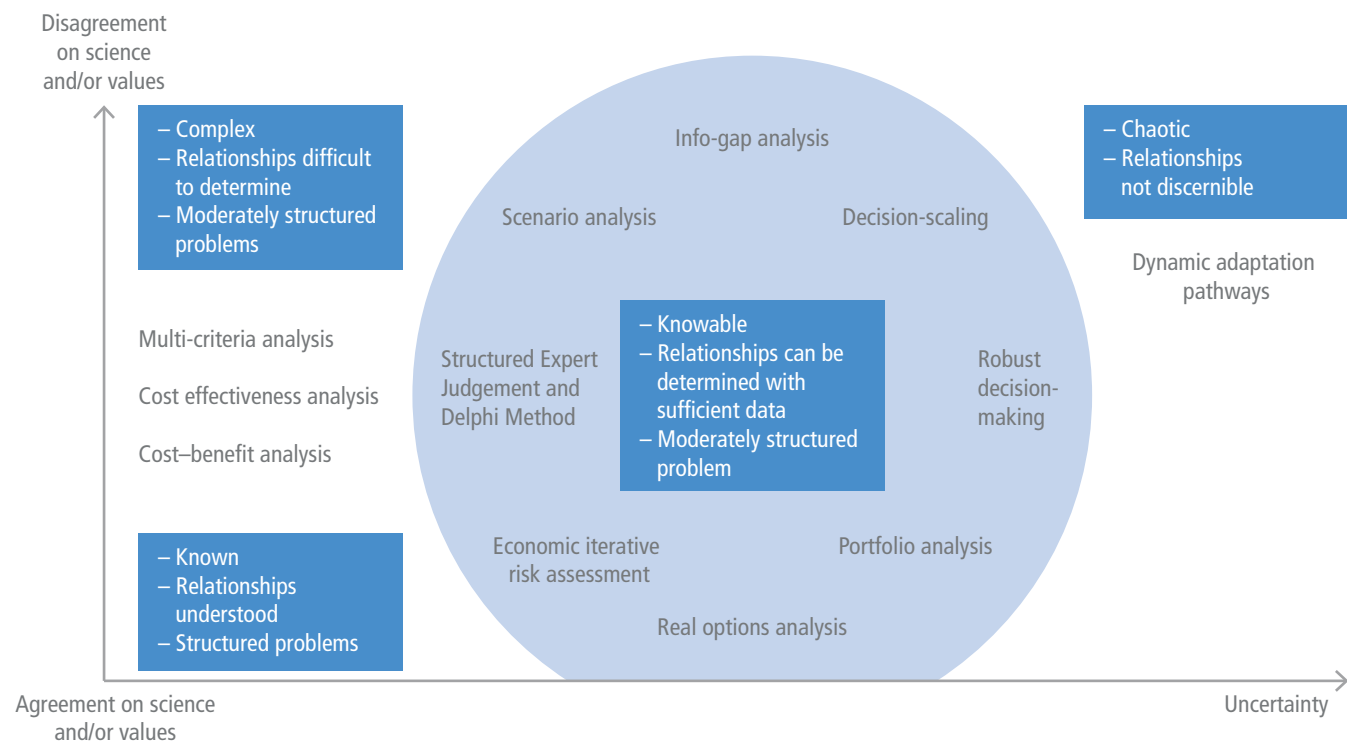 Disagreement
on science
and/or values
– Complex
– Relationships difficult
to determine
– Moderately structured
problems
Info-gap analysis
Scenario analysis
Decision-scaling
– Chaotic
– Relationships
not discernible
Dynamic adaptation
pathways
Multi-criteria analysis
Cost effectiveness analysis
Cost–benefit analysis
Structured Expert
Judgement and
Delphi Method
– Knowable
– Relationships can be
determined with
sufficient data
– Moderately structured
problem
Robust
decision-
making
– Known
– Relationships
understood
– Structured problems
Economic iterative
risk assessment
Portfolio analysis
Real options analysis
Agreement on science
and/or values
Uncertainty